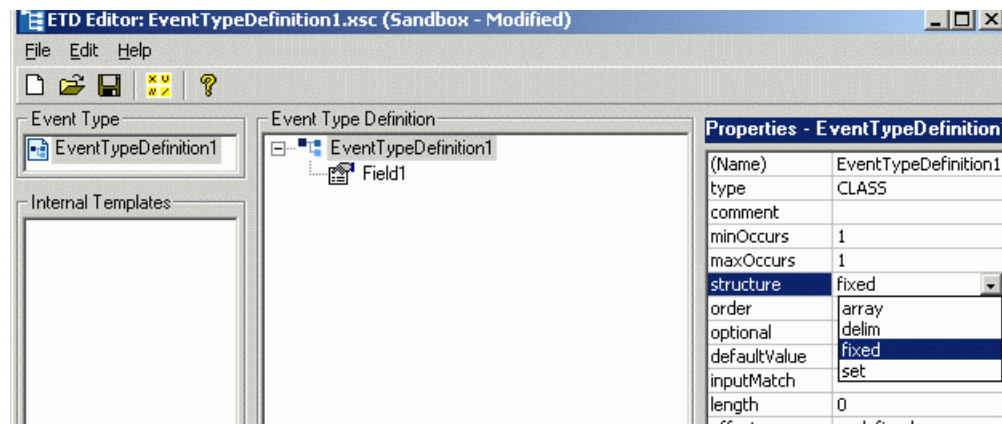 ETD Editor: EventTypeDefinition1.xsc (Sandbox - Modified)
File Edit Help
Event Type
EventTypeDefinition1
Internal Templates
Event Type Definition
EventTypeDefinition1
Field1
Properties - EventTypeDefinition
(Name) EventTypeDefinition1
type CLASS
comment
minOccurs 1
maxOccurs 1
structure fixed
order array
optional delim
defaultValue fixed
inputMatch set
length 0